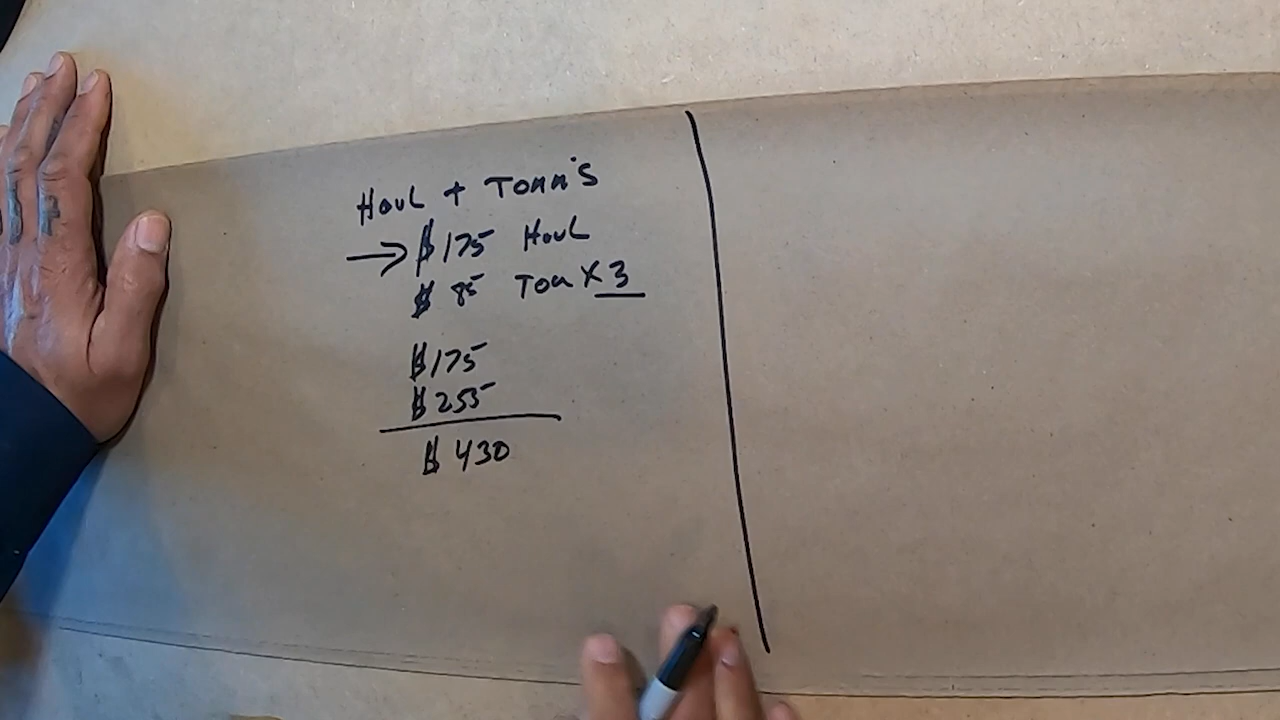 Haul + Tonn's
→ $175 Haul
$ 85 Ton X 3
$175
$255
$ 430